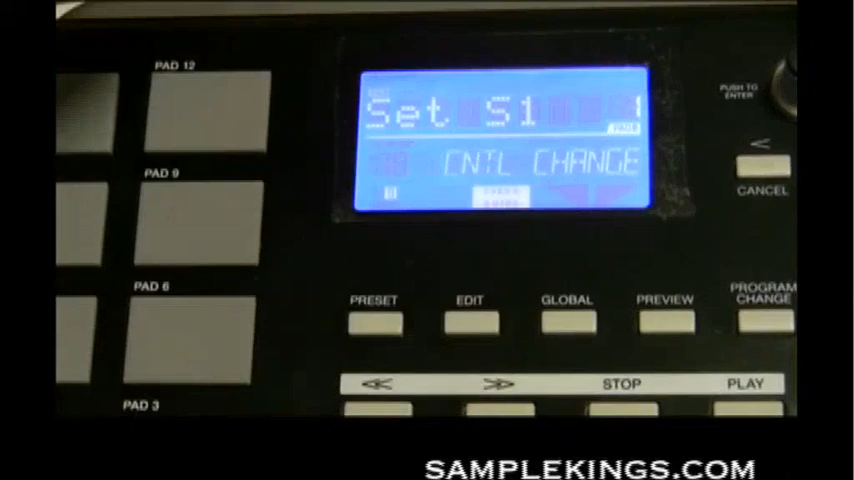 PAD 12
Set S1 1
PUSH TO
ENTER
<
CNTL CHANGE
PAD 9
CANCEL
PAD 6
PRESET EDIT GLOBAL PREVIEW PROGRAM
CHANGE
STOP PLAY
PAD 3
SAMPLEKINGS.COM